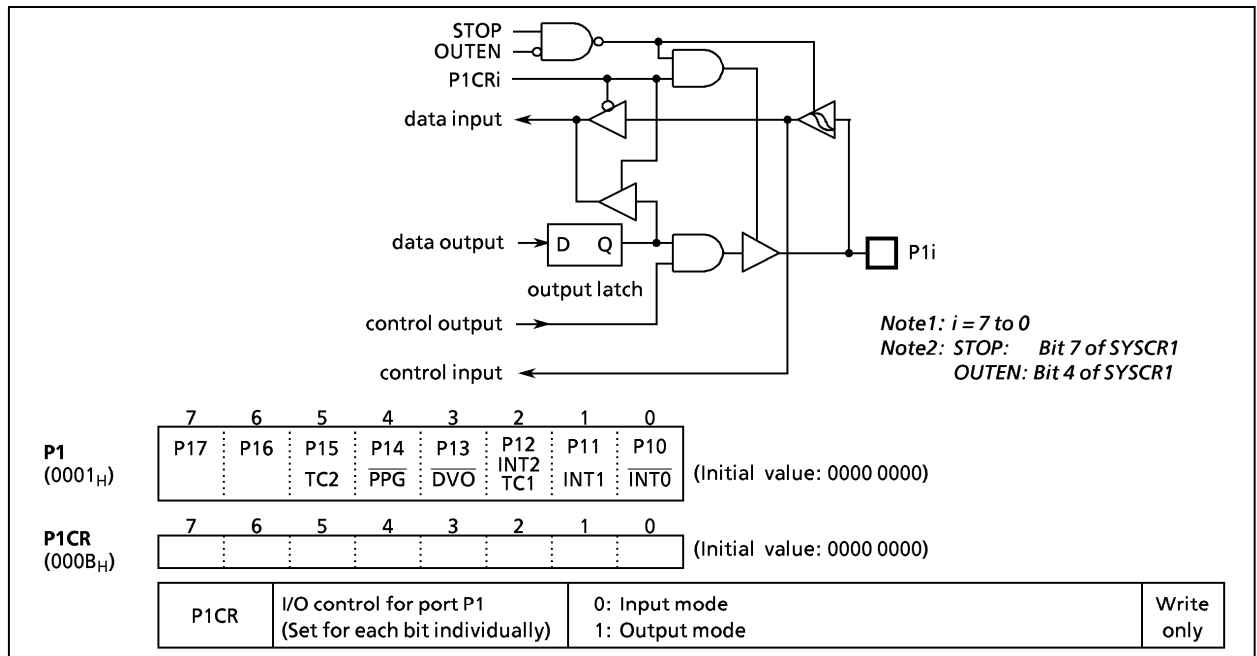 STOP
OUTEN
P1CRi
data input
data output
D Q
P1i
output latch
control output
Note1: i = 7 to 0
Note2: STOP: Bit 7 of SYSCR1
control input
OUTEN: Bit 4 of SYSCR1
7 6 5 4 3 2 1 0
P1
(0001H)
P17 P16 P15 P14 P13 P12 P11 P10
TC2 PPG DVO INT2 TC1 INT1 INT0
(Initial value: 0000 0000)
7 6 5 4 3 2 1 0
P1CR
(000BH)
(Initial value: 0000 0000)
P1CR
I/O control for port P1
(Set for each bit individually)
0: Input mode
1: Output mode
Write
only